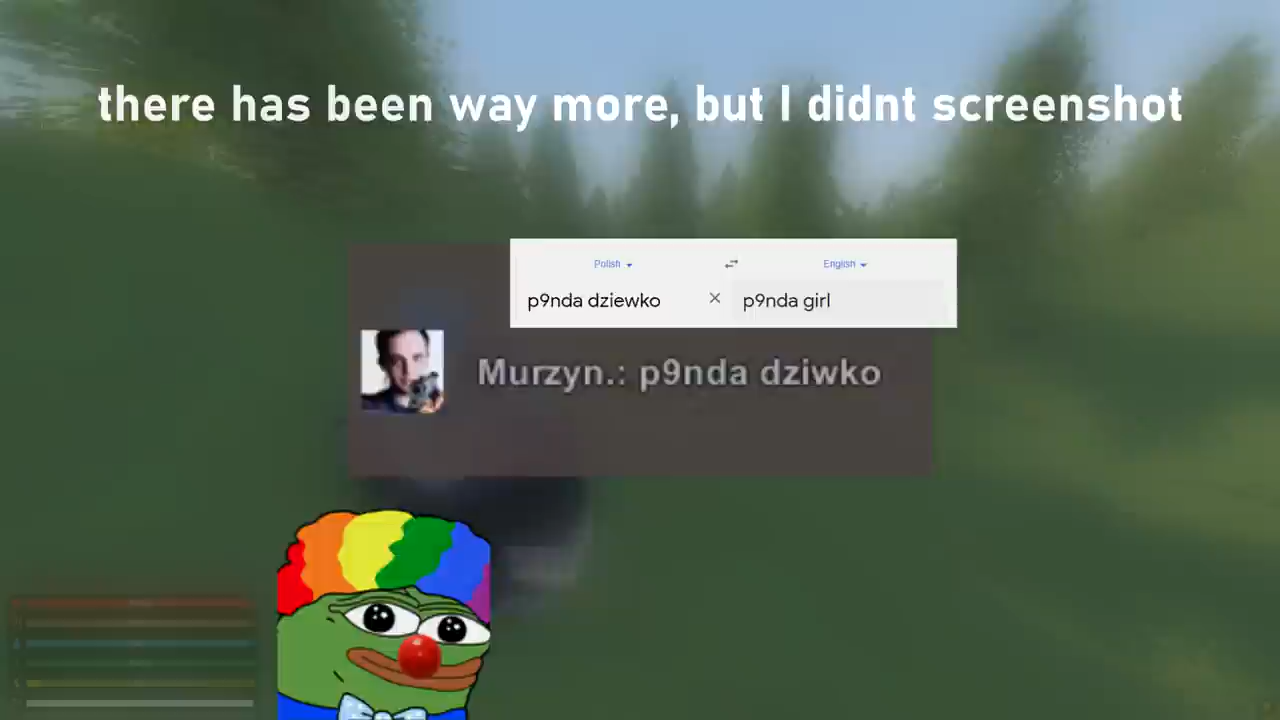 there has been way more, but I didnt screenshot
Polish English
p9nda dziewko × p9nda girl
Murzyn.: p9nda dziwko